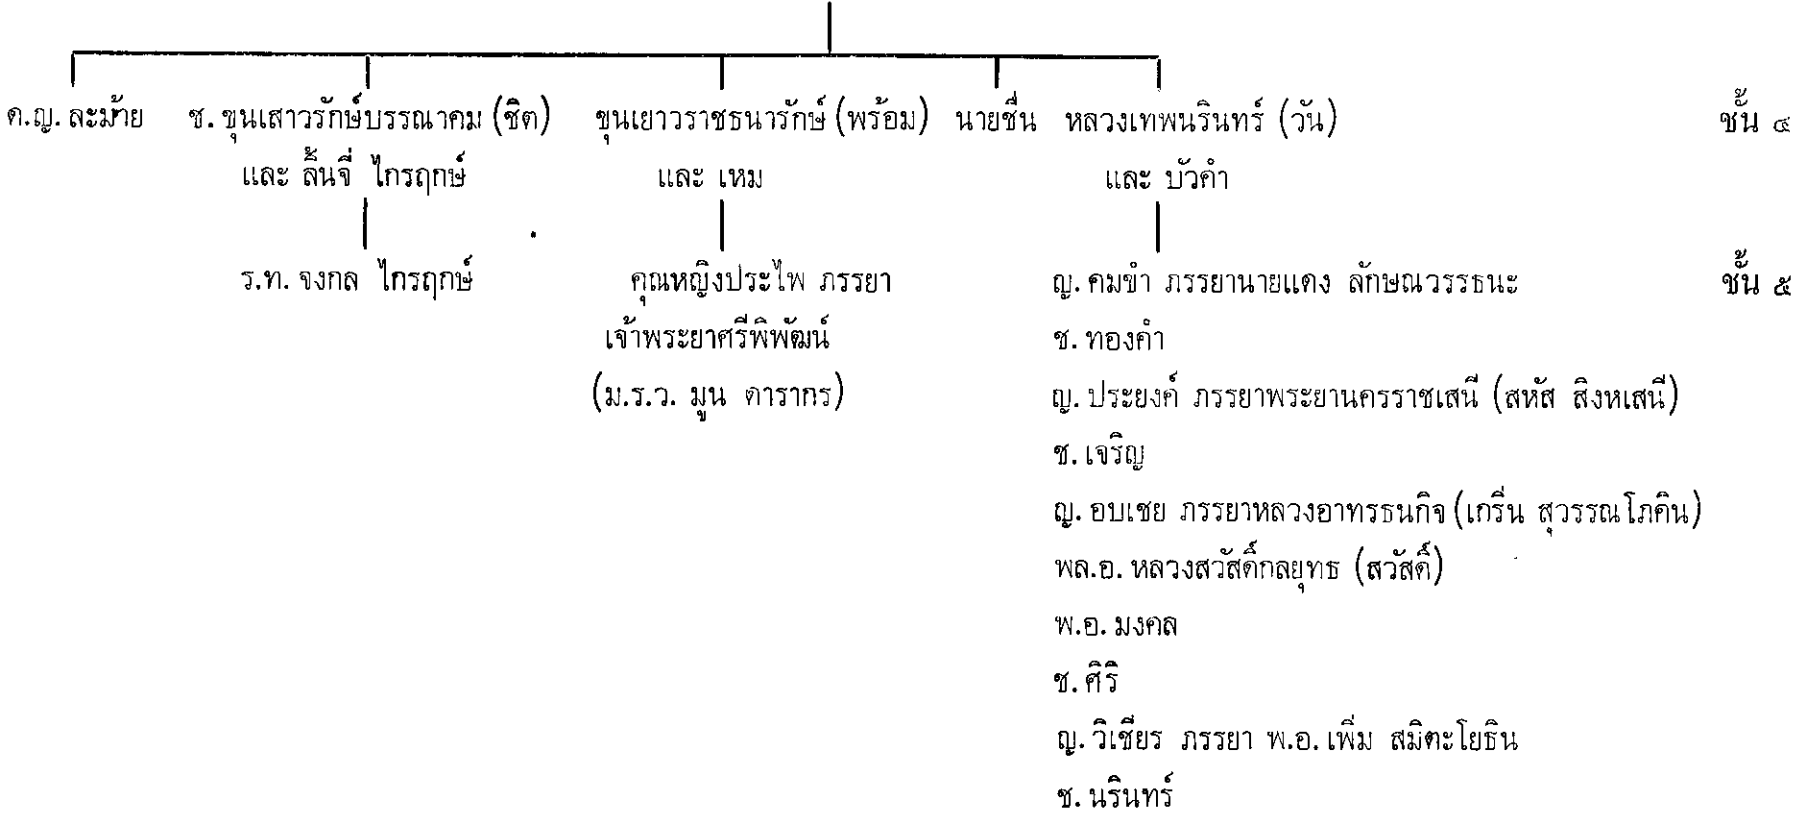 ด.ญ. ละม้าย ช. ขุนเสาวรักษ์บรรณาคม (ชิต) ขุนเยาวราชธนารักษ์ (พร้อม) นายชื่น หลวงเทพนรินทร์ (วัน) ชั้น ๔
และ ลิ้นจี่ ไกรฤกษ์ และ เหม และ บัวคำ
ร.ท. จงกล ไกรฤกษ์ คุณหญิงประไพ ภรรยา ญ. คมขำ ภรรยานายแดง ลักษณวรรธนะ ชั้น ๕
เจ้าพระยาศรีพิพัฒน์ ช. ทองคำ
(ม.ร.ว. มูน ดารากร) ญ. ประยงค์ ภรรยาพระยานครราชเสนี (สหัส สิงหเสนี)
ช. เจริญ
ญ. อบเชย ภรรยาหลวงอาทรธนกิจ (เกริ่น สุวรรณโภคิน)
พล.อ. หลวงสวัสดิ์กลยุทธ (สวัสดิ์)
พ.อ. มงคล
ช. ศิริ
ญ. วิเชียร ภรรยา พ.อ. เพิ่ม สมิตะโยธิน
ช. นรินทร์